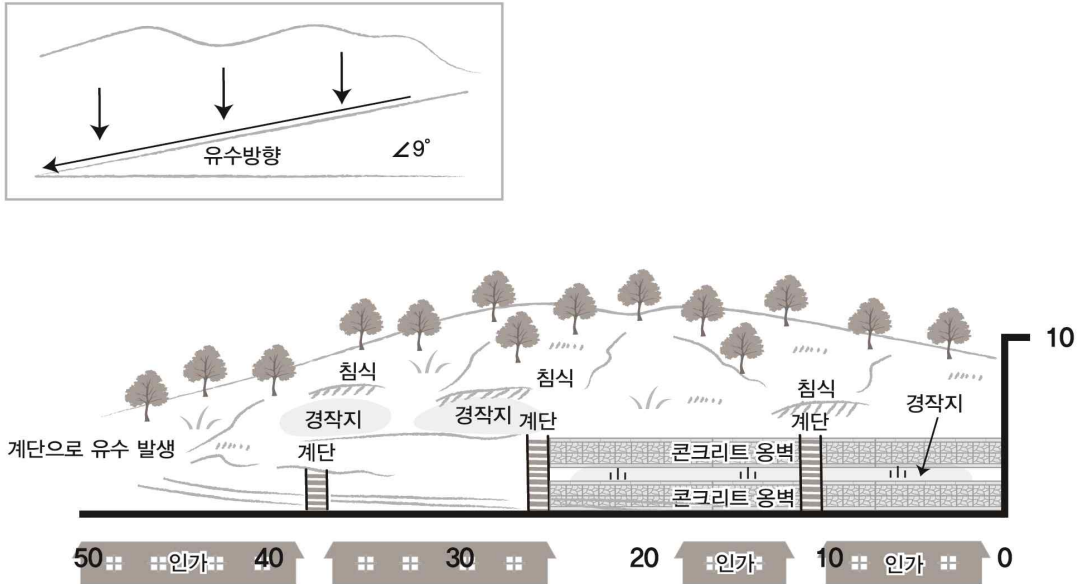 유수방향
∠9°
10
침식
침식
침식
경작지
경작지
계단
계단
경작지
계단으로 유수 발생
계단
콘크리트 옹벽
콘크리트 옹벽
50
인가
40
30
20
인가
10
인가
0